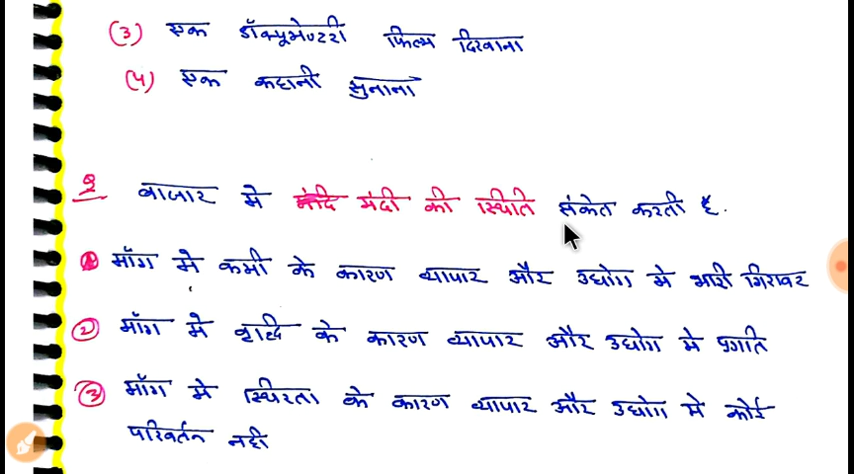 (3) एक डॉक्यूमेण्टरी फिल्म दिखाना
(4) एक कहानी सुनाना
Q बाजार मे मंदी की स्थिति संकेत करती है.
① माँग मे कमी के कारण व्यापार और उद्योग मे भारी गिरावट
② माँग मे वृद्धि के कारण व्यापार और उद्योग मे प्रगति
③ माँग मे स्थिरता के कारण व्यापार और उद्योग मे कोई
परिवर्तन नही